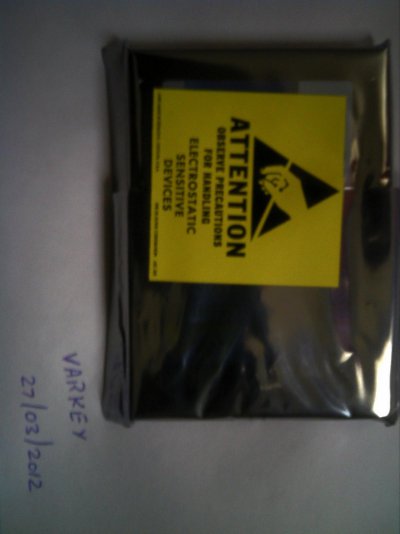 ATTENTION
OBSERVE PRECAUTIONS
FOR HANDLING
ELECTROSTATIC
SENSITIVE
DEVICES
VARKEY
27/03/2012